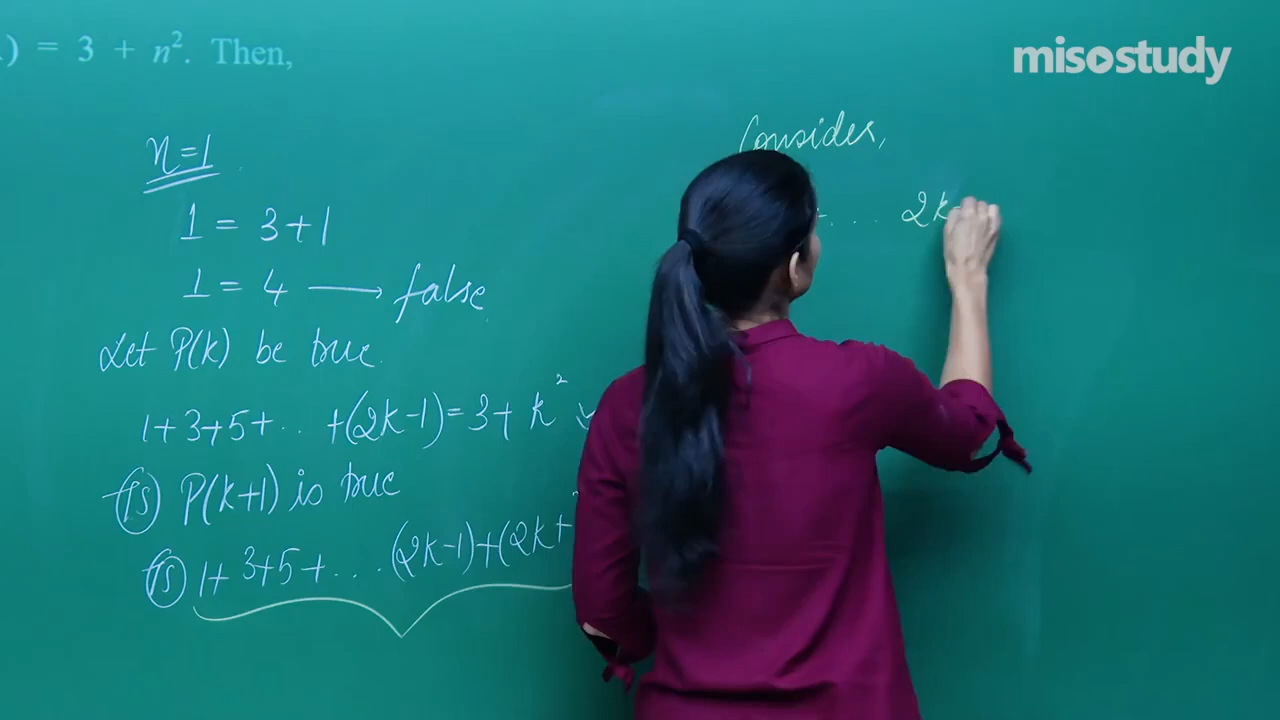 ) = 3 + n². Then,
misostudy
n=1
1 = 3+1
1 = 4 → false
Let P(k) be true.
1+3+5+... +(2k-1)=3+k²
TS P(k+1) is true
TS 1+3+5+....(2k-1)+(2k+
Consider,
+... 2k